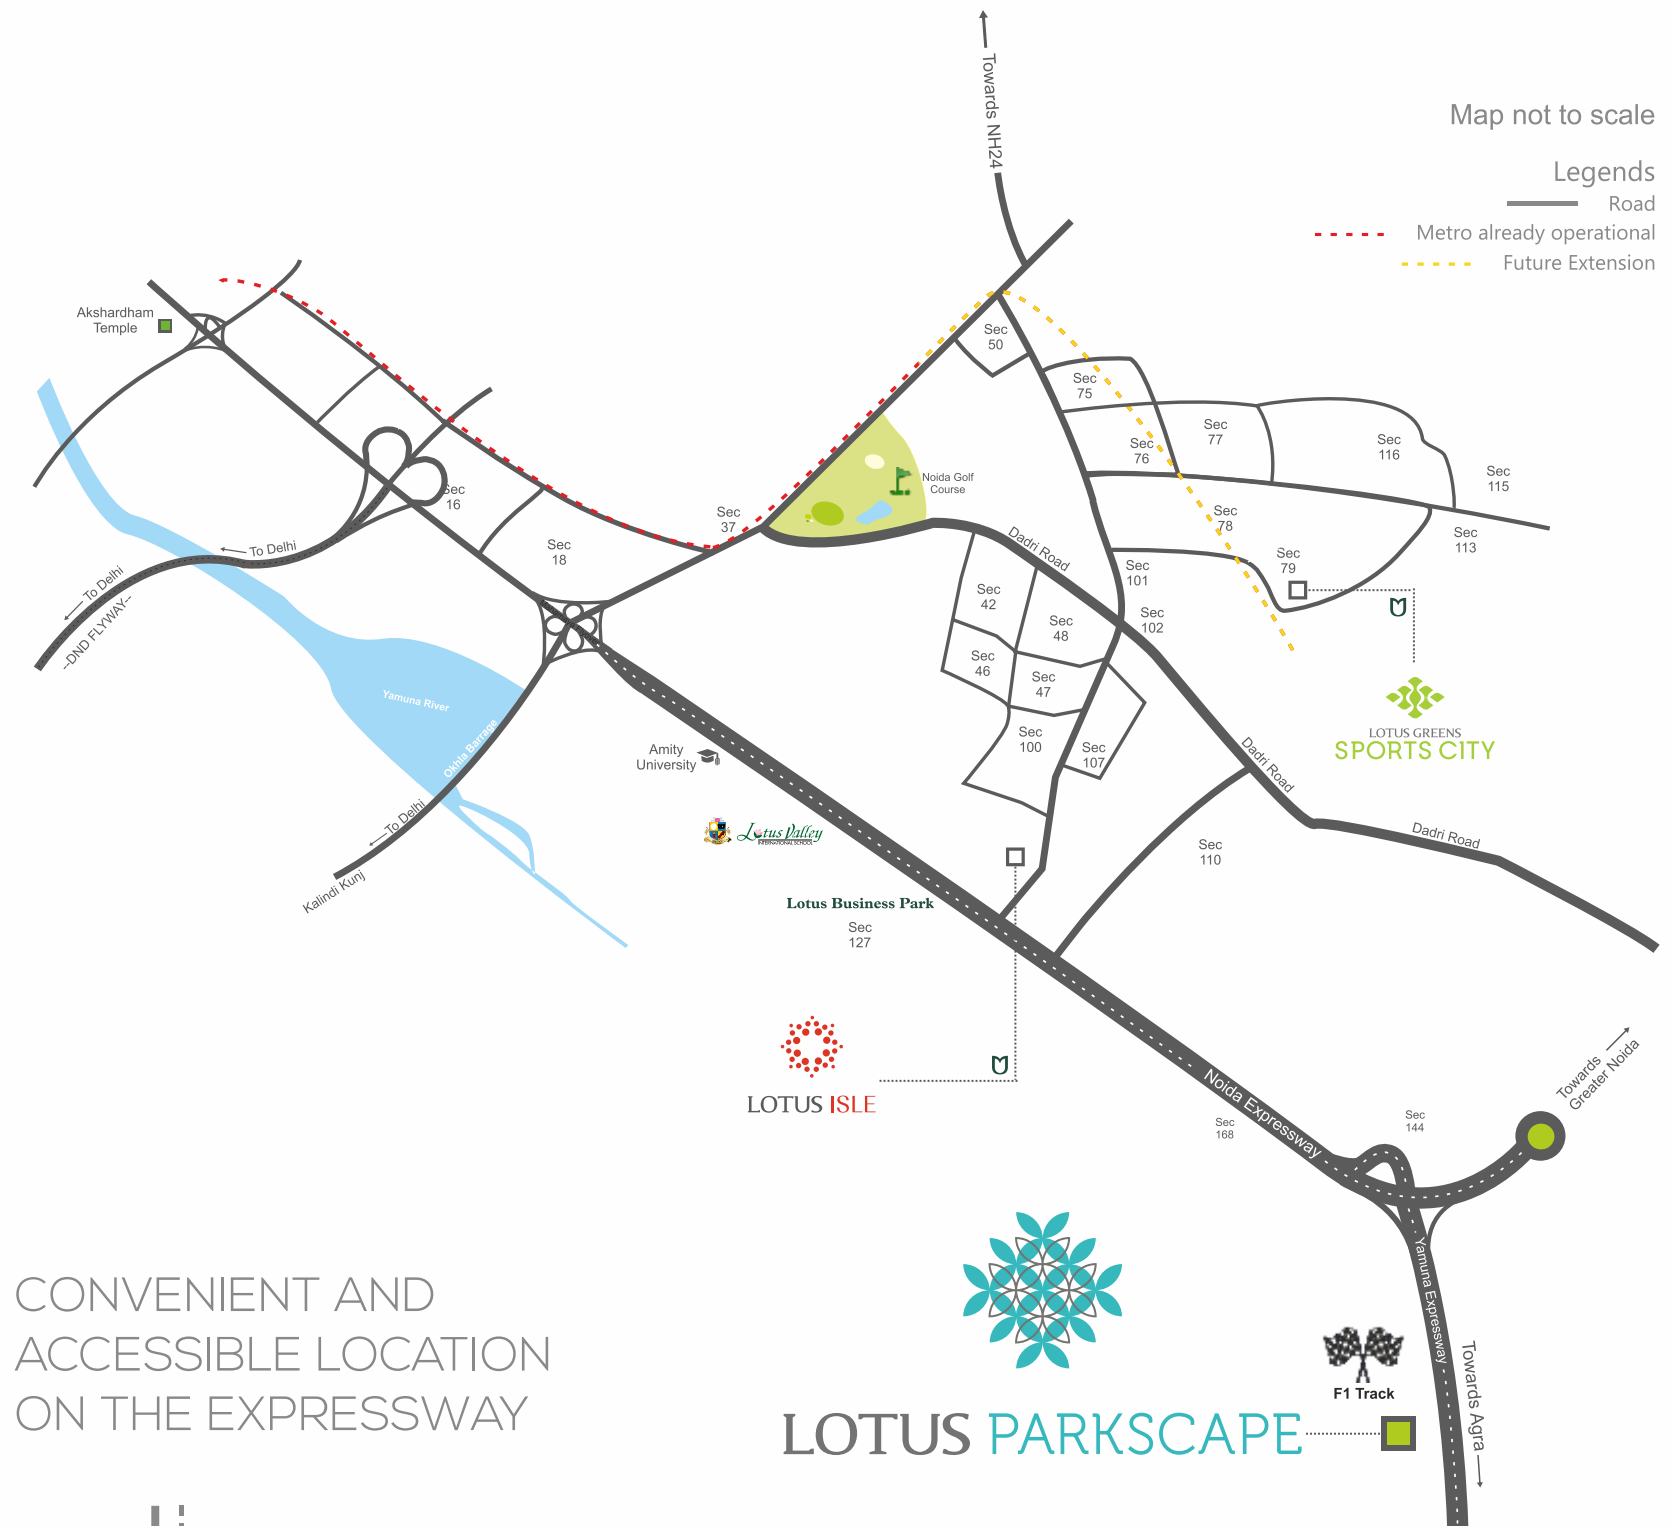 Towards NH24
Map not to scale
Legends
Road
Metro already operational
Future Extension
Akshardham
Temple
Sec
50
Sec
75
Sec
76
Sec
77
Sec
116
Sec
115
Sec
16
Noida Golf
Course
Sec
37
Sec
78
Sec
113
Sec
18
To Delhi
To Delhi
--DND FLYWAY--
Dadri Road
Sec
101
Sec
79
Sec
42
Sec
48
Sec
102
Sec
46
Sec
47
Yamuna River
Okhla Barrage
Sec
100
Sec
107
LOTUS GREENS
SPORTS CITY
Amity
University
Dadri Road
To Delhi
Kalindi Kunj
Lotus Valley
INTERNATIONAL SCHOOL
Dadri Road
Sec
110
Lotus Business Park
Sec
127
LOTUS ISLE
Noida Expressway
Sec
168
Sec
144
Towards
Greater Noida
Yamuna Expressway
Towards Agra
F1 Track
LOTUS PARKSCAPE
CONVENIENT AND
ACCESSIBLE LOCATION
ON THE EXPRESSWAY